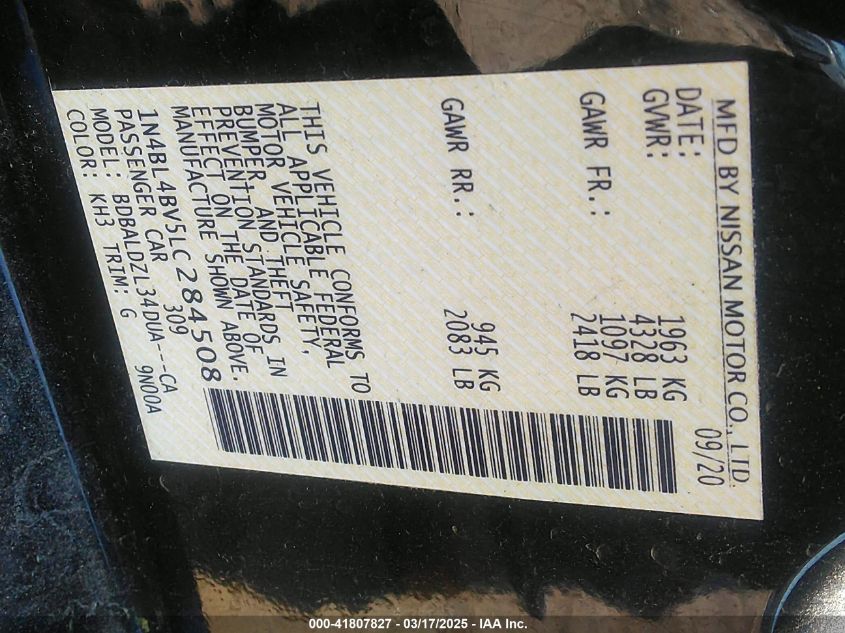 MFD BY NISSAN MOTOR CO., LTD.
DATE: 09/20
GVWR: 1963 KG
4328 LB
GAWR FR.: 1097 KG
2418 LB
GAWR RR.: 945 KG
2083 LB
THIS VEHICLE CONFORMS TO
ALL APPLICABLE FEDERAL
MOTOR VEHICLE SAFETY,
BUMPER, AND THEFT
PREVENTION STANDARDS IN
EFFECT ON THE DATE OF
MANUFACTURE SHOWN ABOVE.
1N4BL4BV5LC284508
PASSENGER CAR 309
MODEL: BDBALDZL34DUA---CA
COLOR: KH3 TRIM: G 9N00A
000-41807827 - 03/17/2025 - IAA Inc.